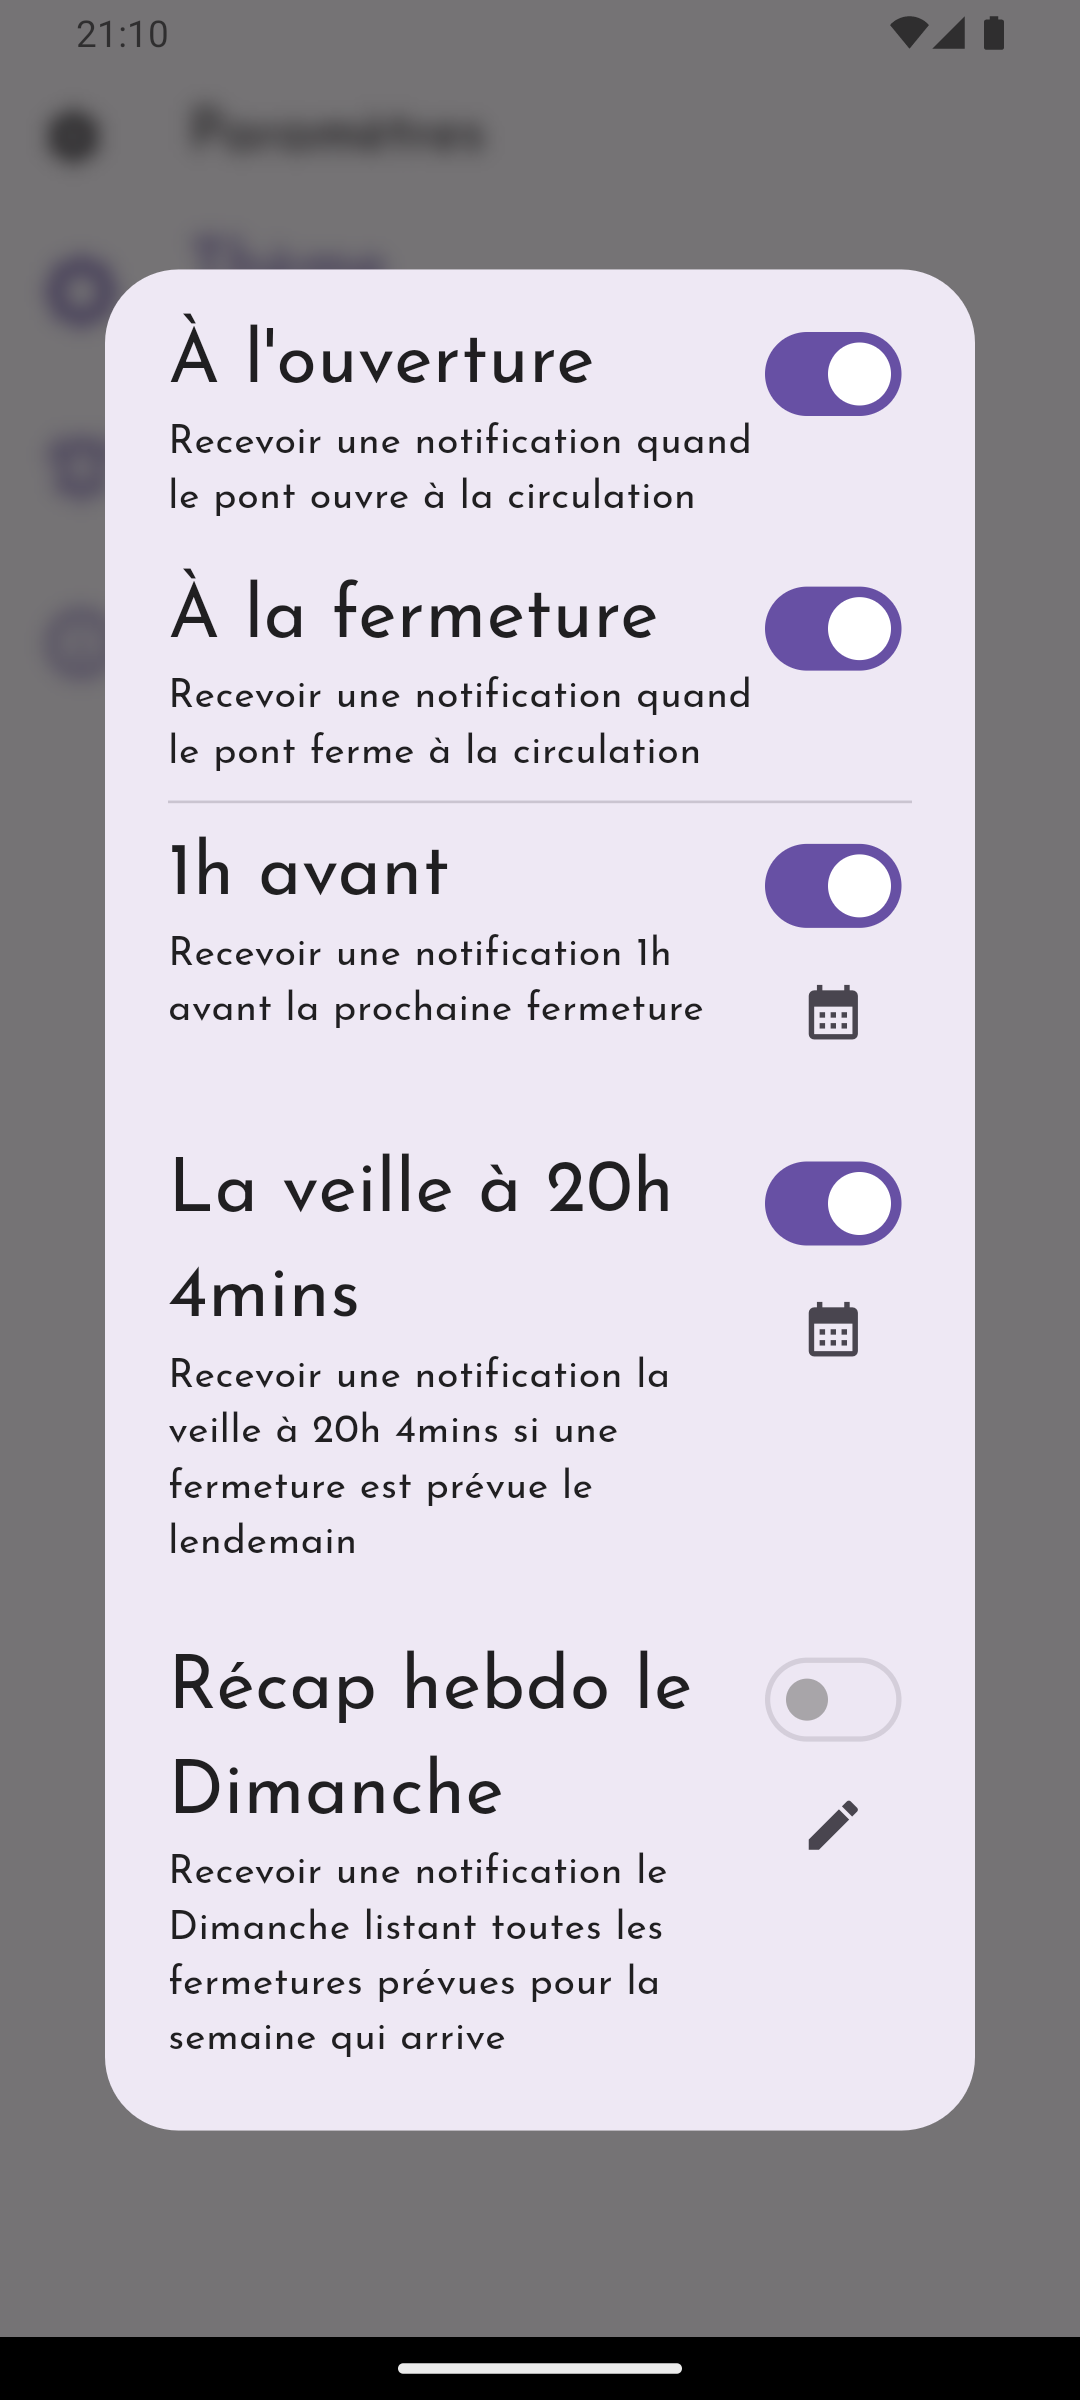 21:10
Paramètres
Thème
À l'ouverture
Recevoir une notification quand
le pont ouvre à la circulation
À la fermeture
Recevoir une notification quand
le pont ferme à la circulation
1h avant
Recevoir une notification 1h
avant la prochaine fermeture
La veille à 20h
4mins
Recevoir une notification la
veille à 20h 4mins si une
fermeture est prévue le
lendemain
Récap hebdo le
Dimanche
Recevoir une notification le
Dimanche listant toutes les
fermetures prévues pour la
semaine qui arrive